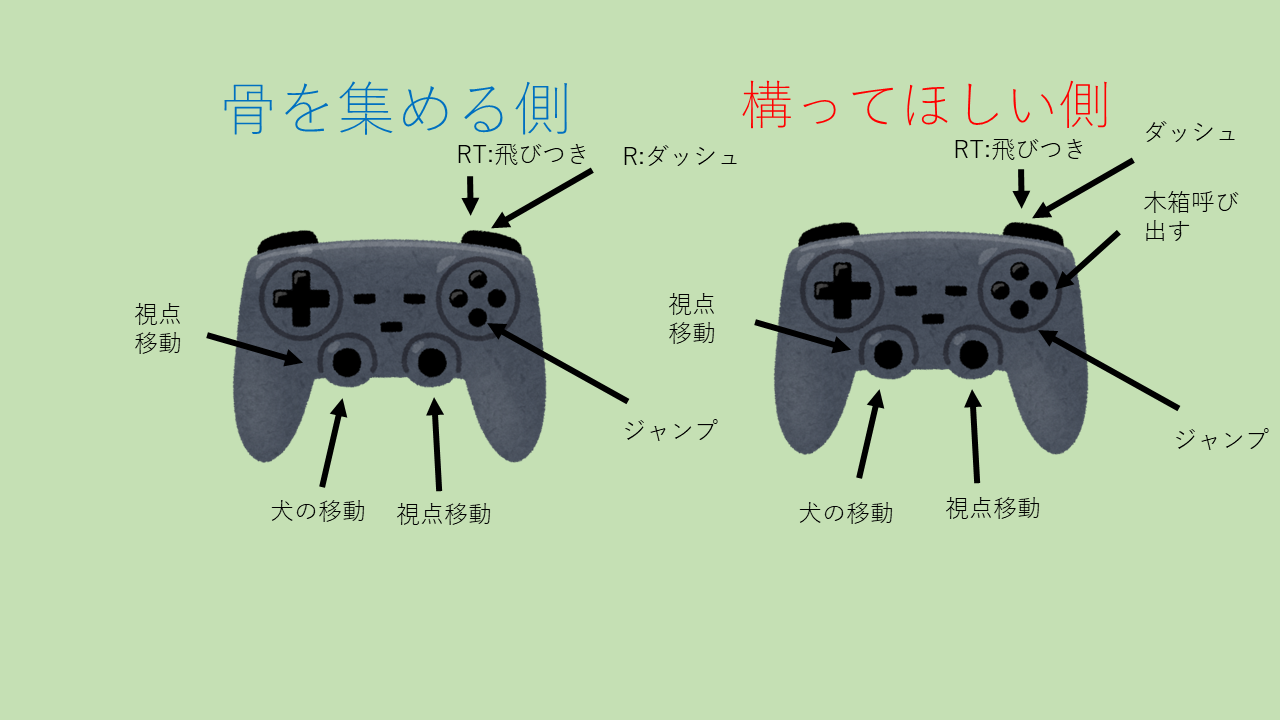 骨を集める側
RT:飛びつき
R:ダッシュ
視点
移動
ジャンプ
犬の移動
視点移動
構ってほしい側
RT:飛びつき
ダッシュ
木箱呼び
出す
視点
移動
ジャンプ
犬の移動
視点移動